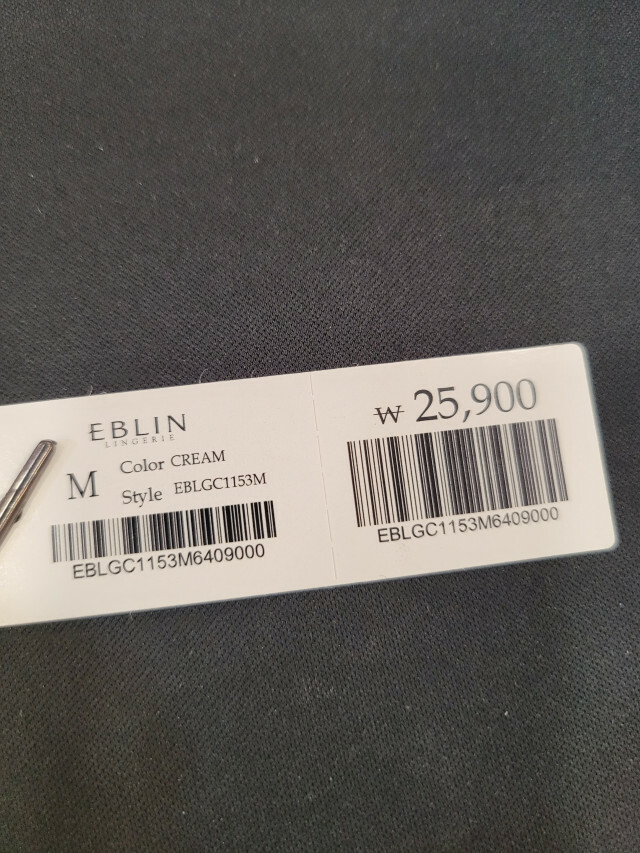 EBLIN
LINGERIE
M
Color CREAM
Style EBLGC1153M
EBLGC1153M6409000
₩ 25,900
EBLGC1153M6409000